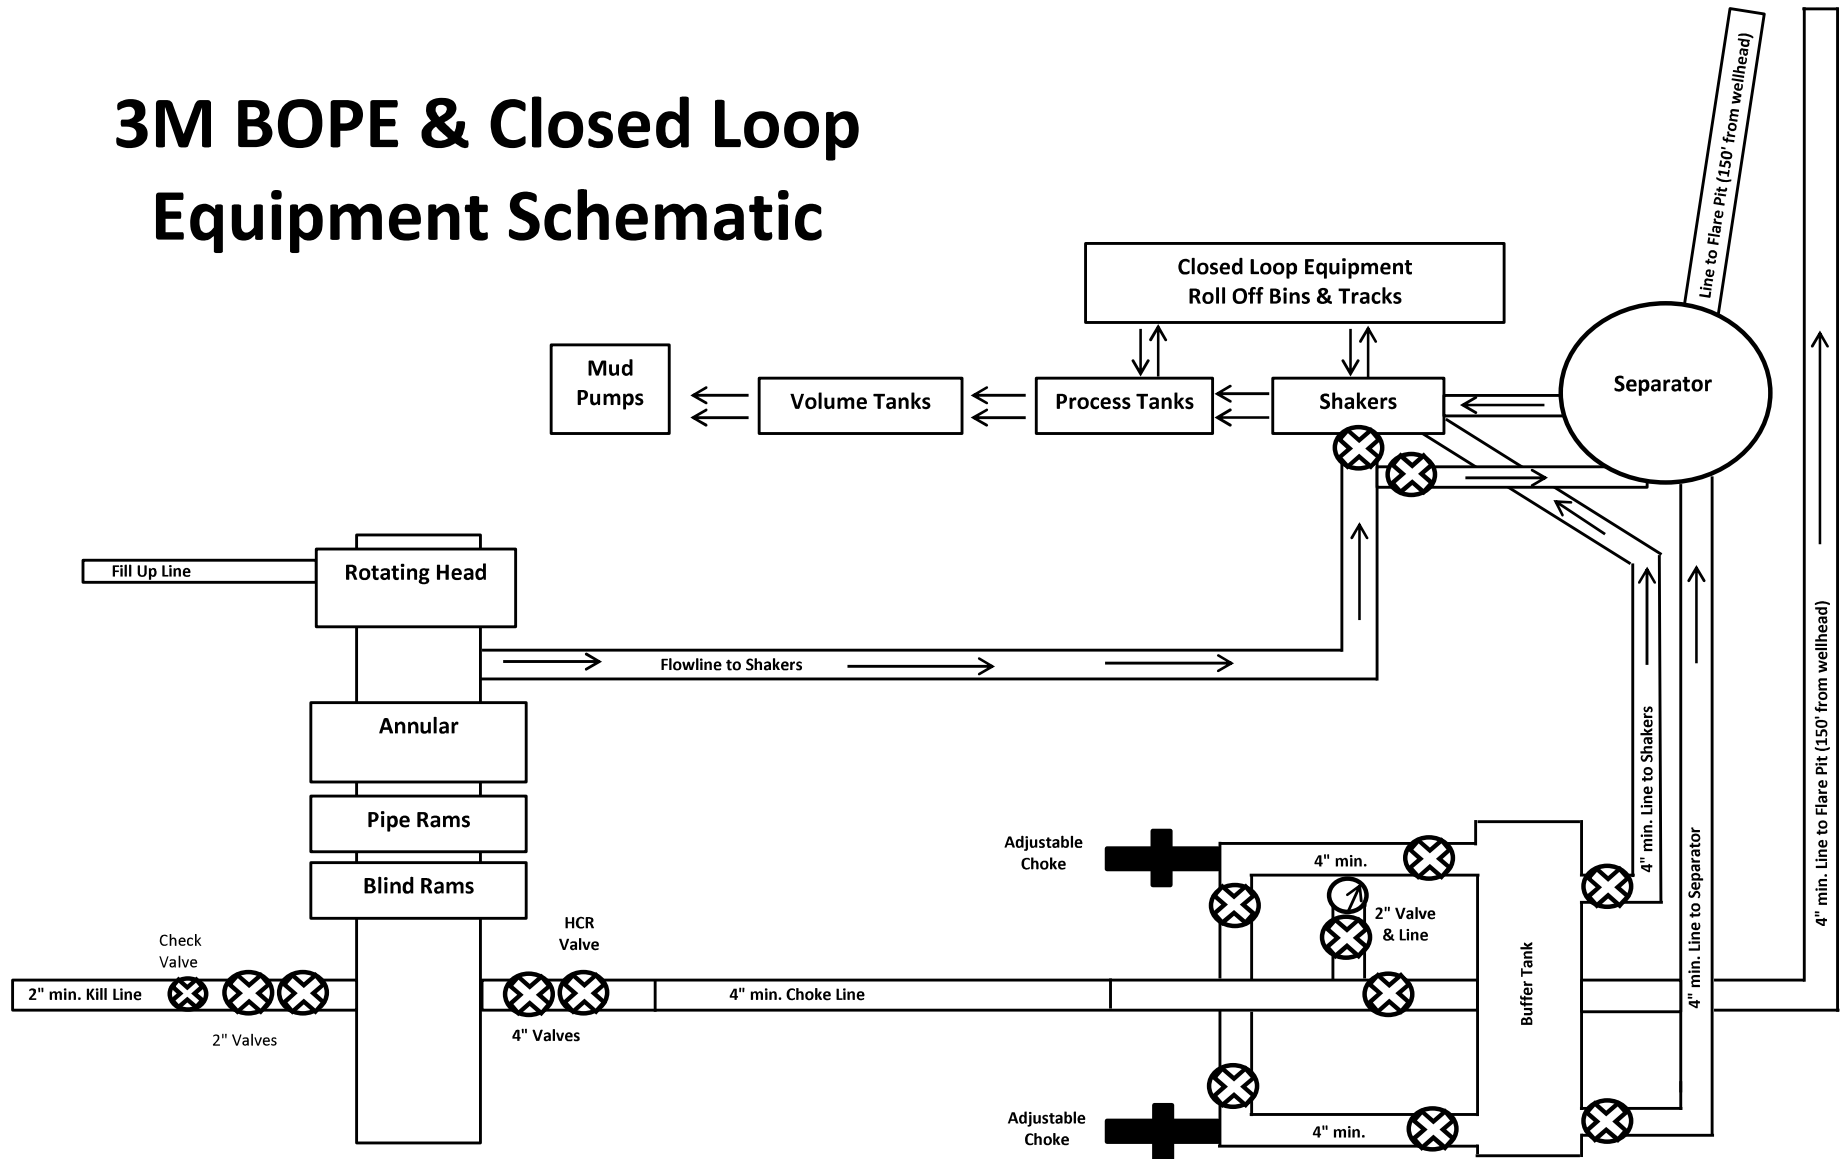 3M BOPE & Closed Loop
Equipment Schematic
Line to Flare Pit (150' from wellhead)
Closed Loop Equipment
Roll Off Bins & Tracks
Mud
Pumps
Volume Tanks
Process Tanks
Shakers
Separator
Fill Up Line
Rotating Head
Flowline to Shakers
Annular
Pipe Rams
Blind Rams
Check
Valve
HCR
Valve
2" min. Kill Line
4" min. Choke Line
2" Valves
4" Valves
Adjustable
Choke
4" min.
2" Valve
& Line
Buffer Tank
Adjustable
Choke
4" min.
4" min. Line to Shakers
4" min. Line to Separator
4" min. Line to Flare Pit (150' from wellhead)